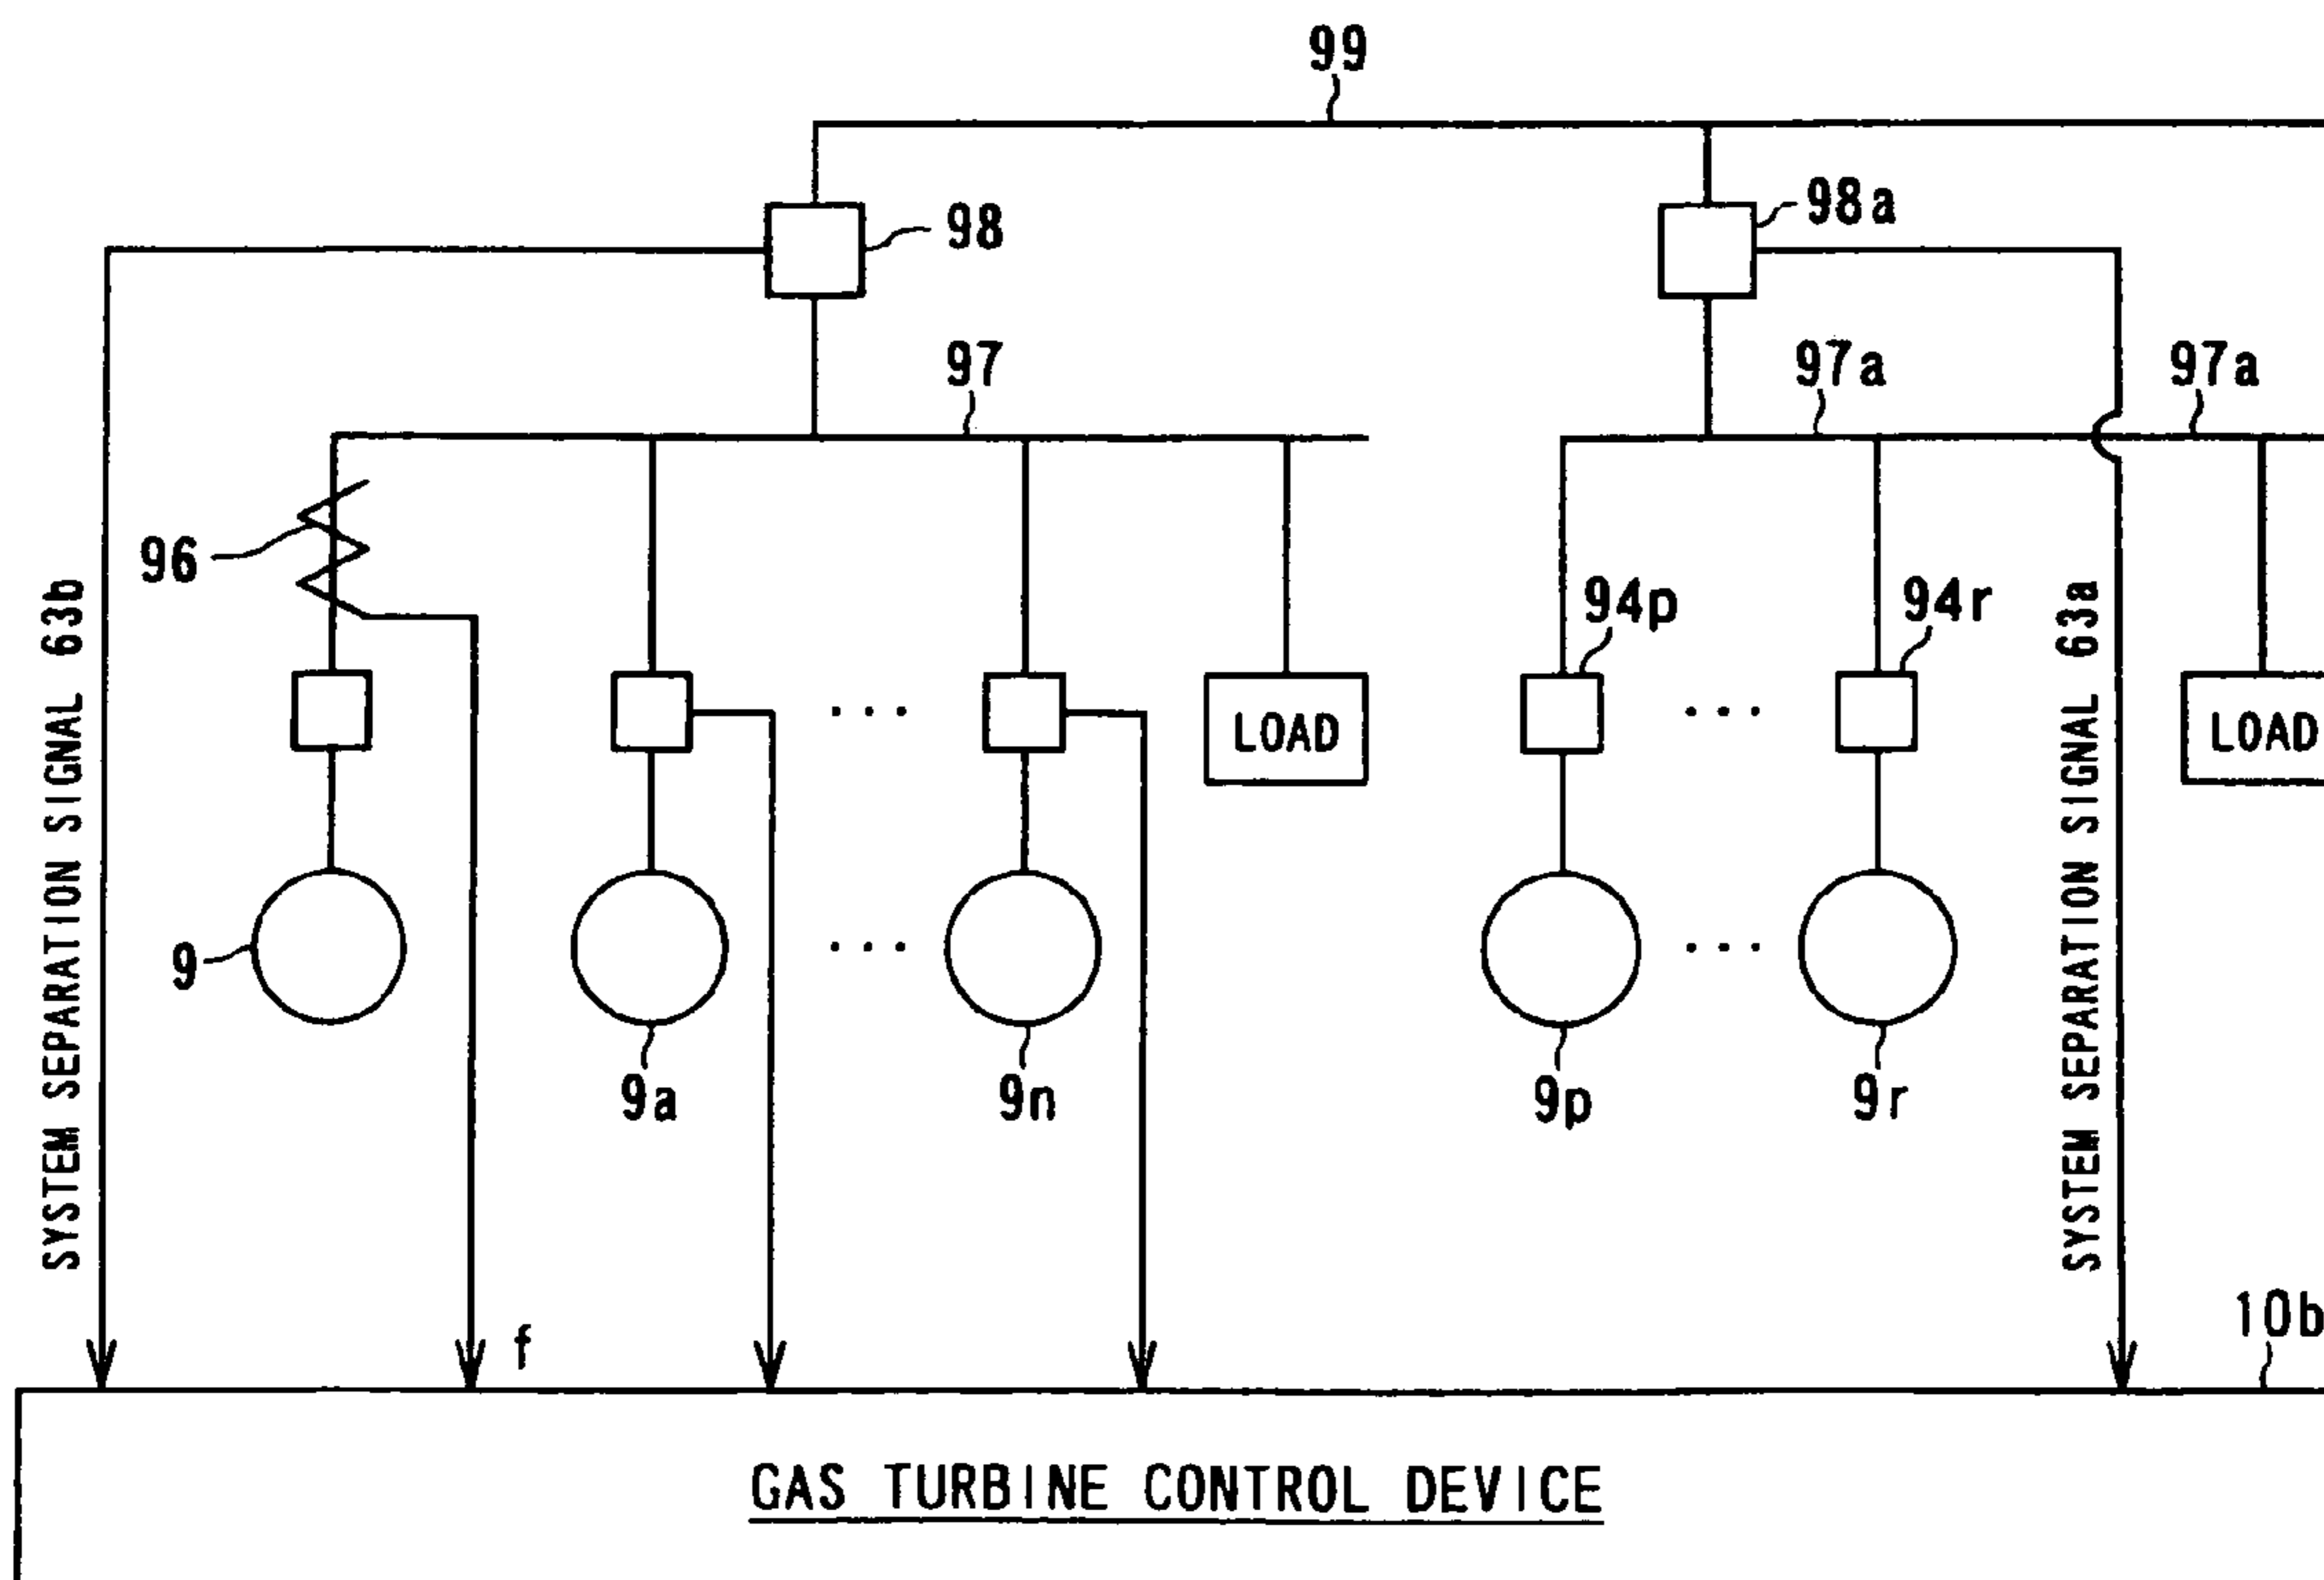 99
98
98a
97
97a
97a
96
94p
94r
LOAD
LOAD
SYSTEM SEPARATION SIGNAL 63b
SYSTEM SEPARATION SIGNAL 63a
. . .
. . .
9
. . .
. . .
9a
9n
9p
9r
f
10b
GAS TURBINE CONTROL DEVICE